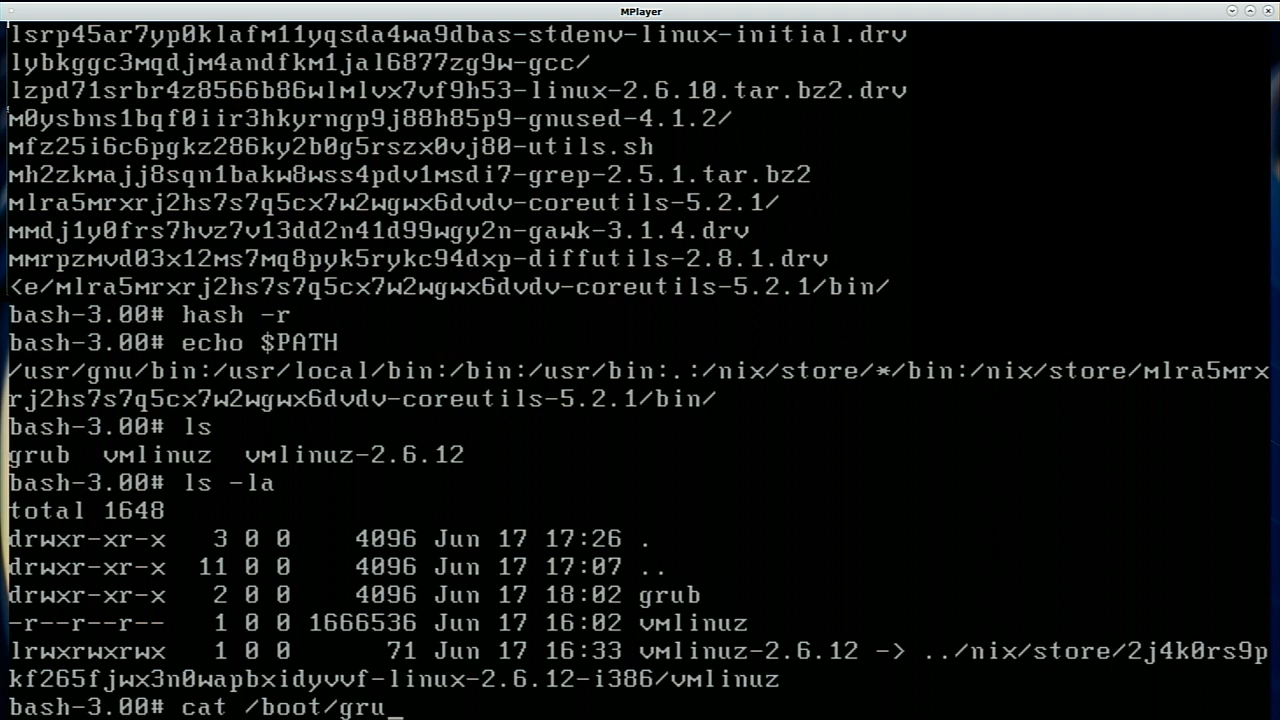 MPlayer
lsrp45ar7yp0klafm11yqsda4wa9dbas-stdenv-linux-initial.drv
lybkggc3mqdjm4andfkm1jal6877zg9w-gcc/
lzpd71srbr4z8566b86wlmlvx7vf9h53-linux-2.6.10.tar.bz2.drv
m0ysbns1bqf0iir3hkyrngp9j88h85p9-gnused-4.1.2/
mfz25i6c6pgkz286ky2b0g5rszx0vj80-utils.sh
mh2zkmajj8sqn1bakw8wss4pdv1msdi7-grep-2.5.1.tar.bz2
mlra5mrxrj2hs7s7q5cx7w2wgwx6dvdv-coreutils-5.2.1/
mmdj1y0frs7hvz7v13dd2n41d99wgy2n-gawk-3.1.4.drv
mmrpzmvd03x12ms7mq8pyk5rykc94dxp-diffutils-2.8.1.drv
<e/mlra5mrxrj2hs7s7q5cx7w2wgwx6dvdv-coreutils-5.2.1/bin/
bash-3.00# hash -r
bash-3.00# echo $PATH
/usr/gnu/bin:/usr/local/bin:/bin:/usr/bin:.:/nix/store/*/bin:/nix/store/mlra5mrx
rj2hs7s7q5cx7w2wgwx6dvdv-coreutils-5.2.1/bin/
bash-3.00# ls
grub  vmlinuz  vmlinuz-2.6.12
bash-3.00# ls -la
total 1648
drwxr-xr-x   3 0 0    4096 Jun 17 17:26 .
drwxr-xr-x  11 0 0    4096 Jun 17 17:07 ..
drwxr-xr-x   2 0 0    4096 Jun 17 18:02 grub
-r--r--r--   1 0 0 1666536 Jun 17 16:02 vmlinuz
lrwxrwxrwx   1 0 0      71 Jun 17 16:33 vmlinuz-2.6.12 -> ../nix/store/2j4k0rs9p
kf265fjwx3n0wapbxidyvvf-linux-2.6.12-i386/vmlinuz
bash-3.00# cat /boot/gru_